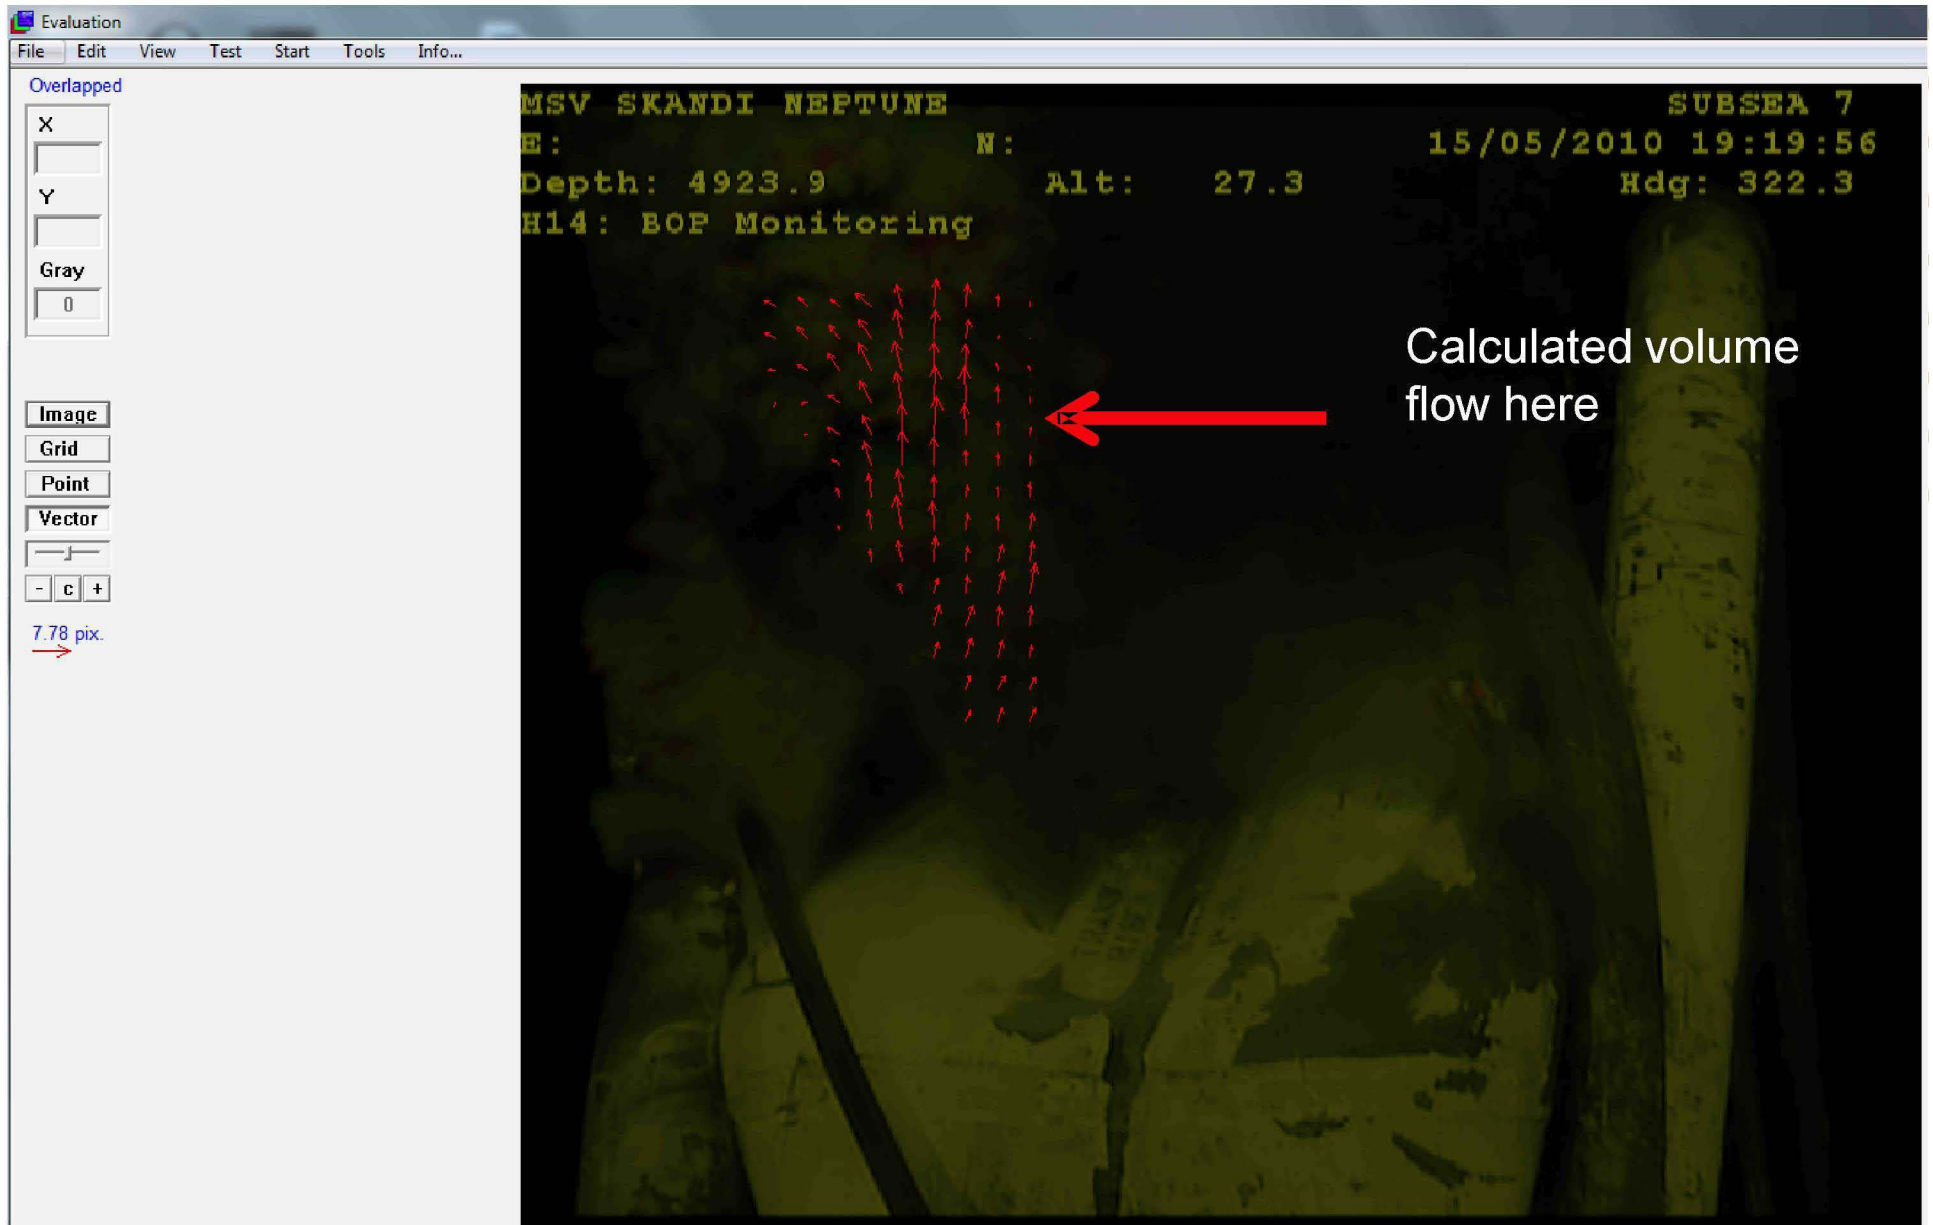 Evaluation
File Edit View Test Start Tools Info...
Overlapped
X
Y
Gray
0
Image
Grid
Point
Vector
- c +
7.78 pix.
MSV SKANDI NEPTUNE SUBSEA 7
E: N: 15/05/2010 19:19:56
Depth: 4923.9 Alt: 27.3 Hdg: 322.3
H14: BOP Monitoring
Calculated volume
flow here